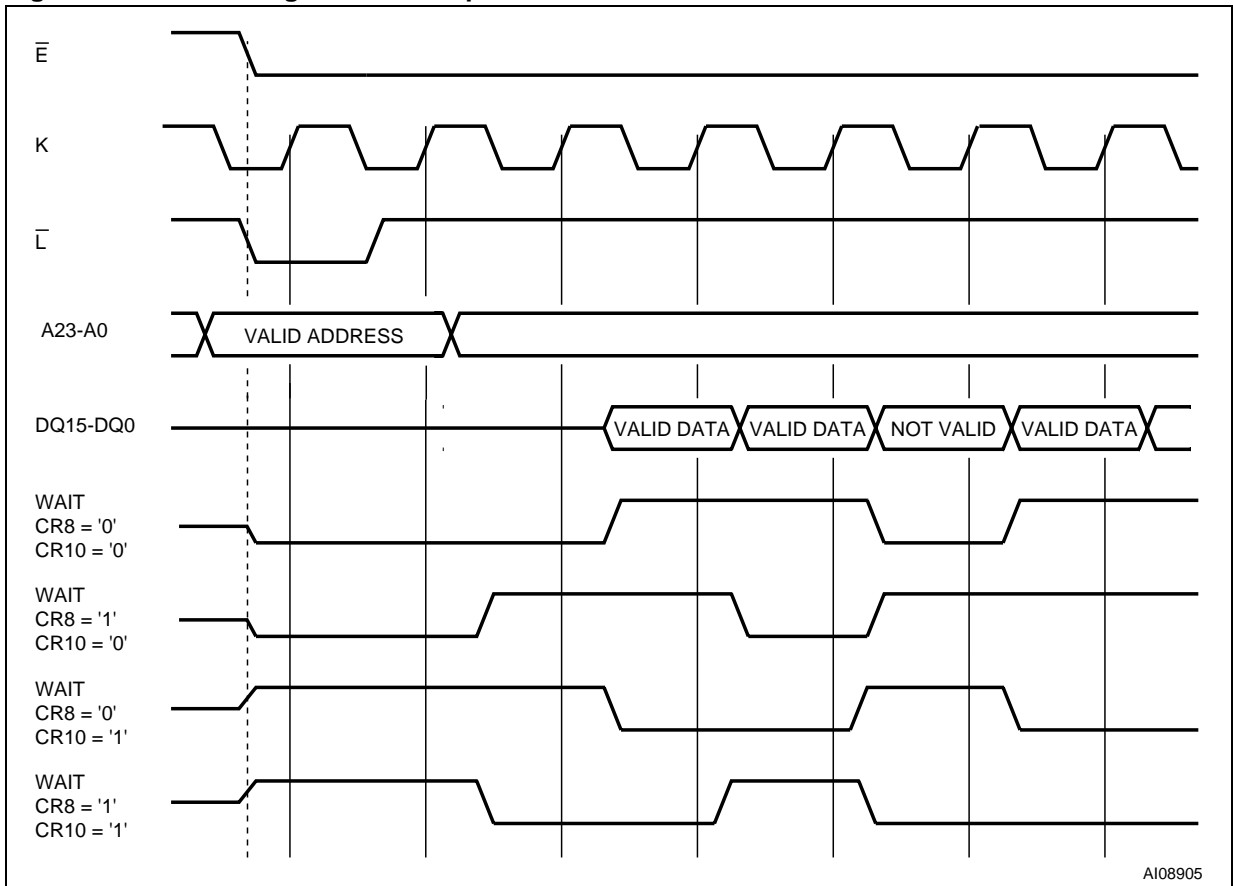 E
K
L
A23-A0
VALID ADDRESS
DQ15-DQ0
VALID DATA VALID DATA NOT VALID VALID DATA
WAIT
CR8 = '0'
CR10 = '0'
WAIT
CR8 = '1'
CR10 = '0'
WAIT
CR8 = '0'
CR10 = '1'
WAIT
CR8 = '1'
CR10 = '1'
AI08905